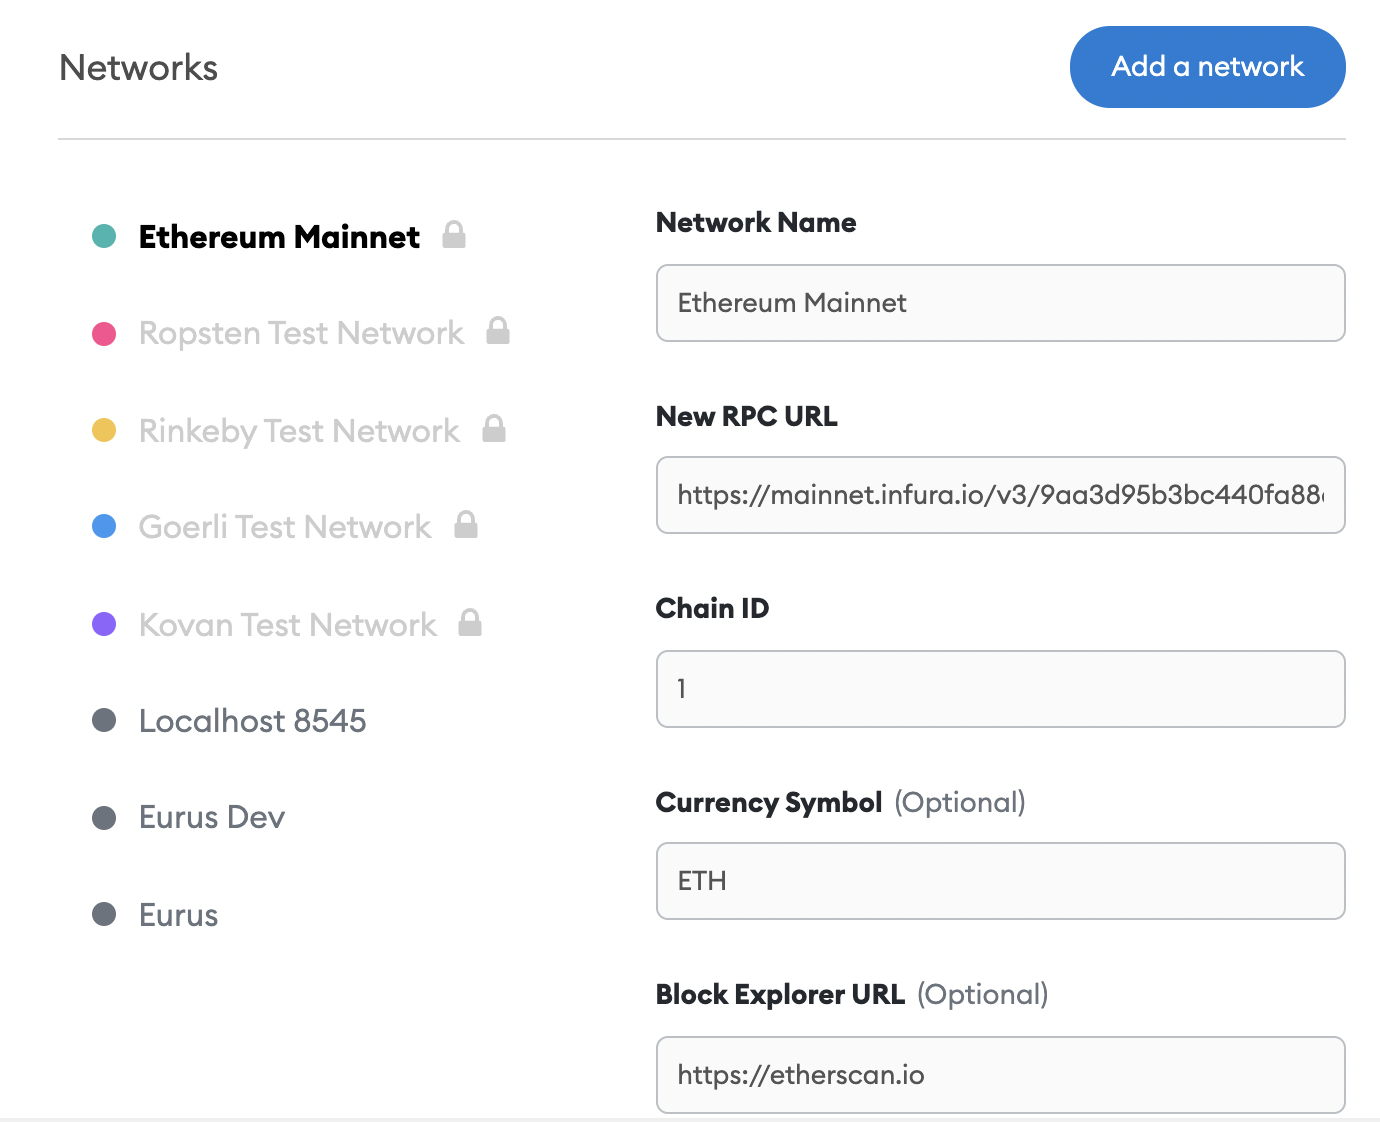 Networks
Add a network
Ethereum Mainnet
Ropsten Test Network
Rinkeby Test Network
Goerli Test Network
Kovan Test Network
Localhost 8545
Eurus Dev
Eurus
Network Name
Ethereum Mainnet
New RPC URL
https://mainnet.infura.io/v3/9aa3d95b3bc440fa88
Chain ID
1
Currency Symbol (Optional)
ETH
Block Explorer URL (Optional)
https://etherscan.io